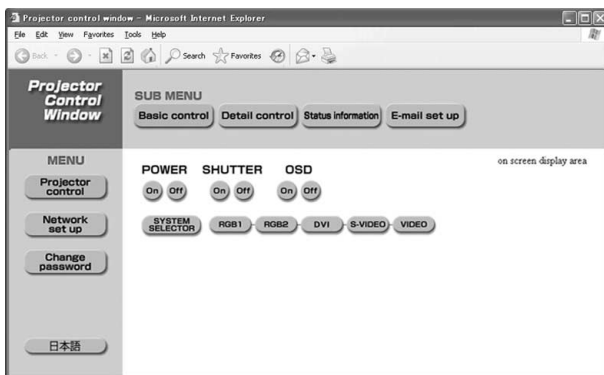 Projector control window - Microsoft Internet Explorer
File Edit View Favorites Tools Help
Back Search Favorites
Projector
Control
Window
SUB MENU
Basic control Detail control Status information E-mail set up
MENU
Projector
control
Network
set up
Change
password
日本語
POWER SHUTTER OSD
On Off On Off On Off
SYSTEM
SELECTOR
RGB1 RGB2 DVI S-VIDEO VIDEO
on screen display area